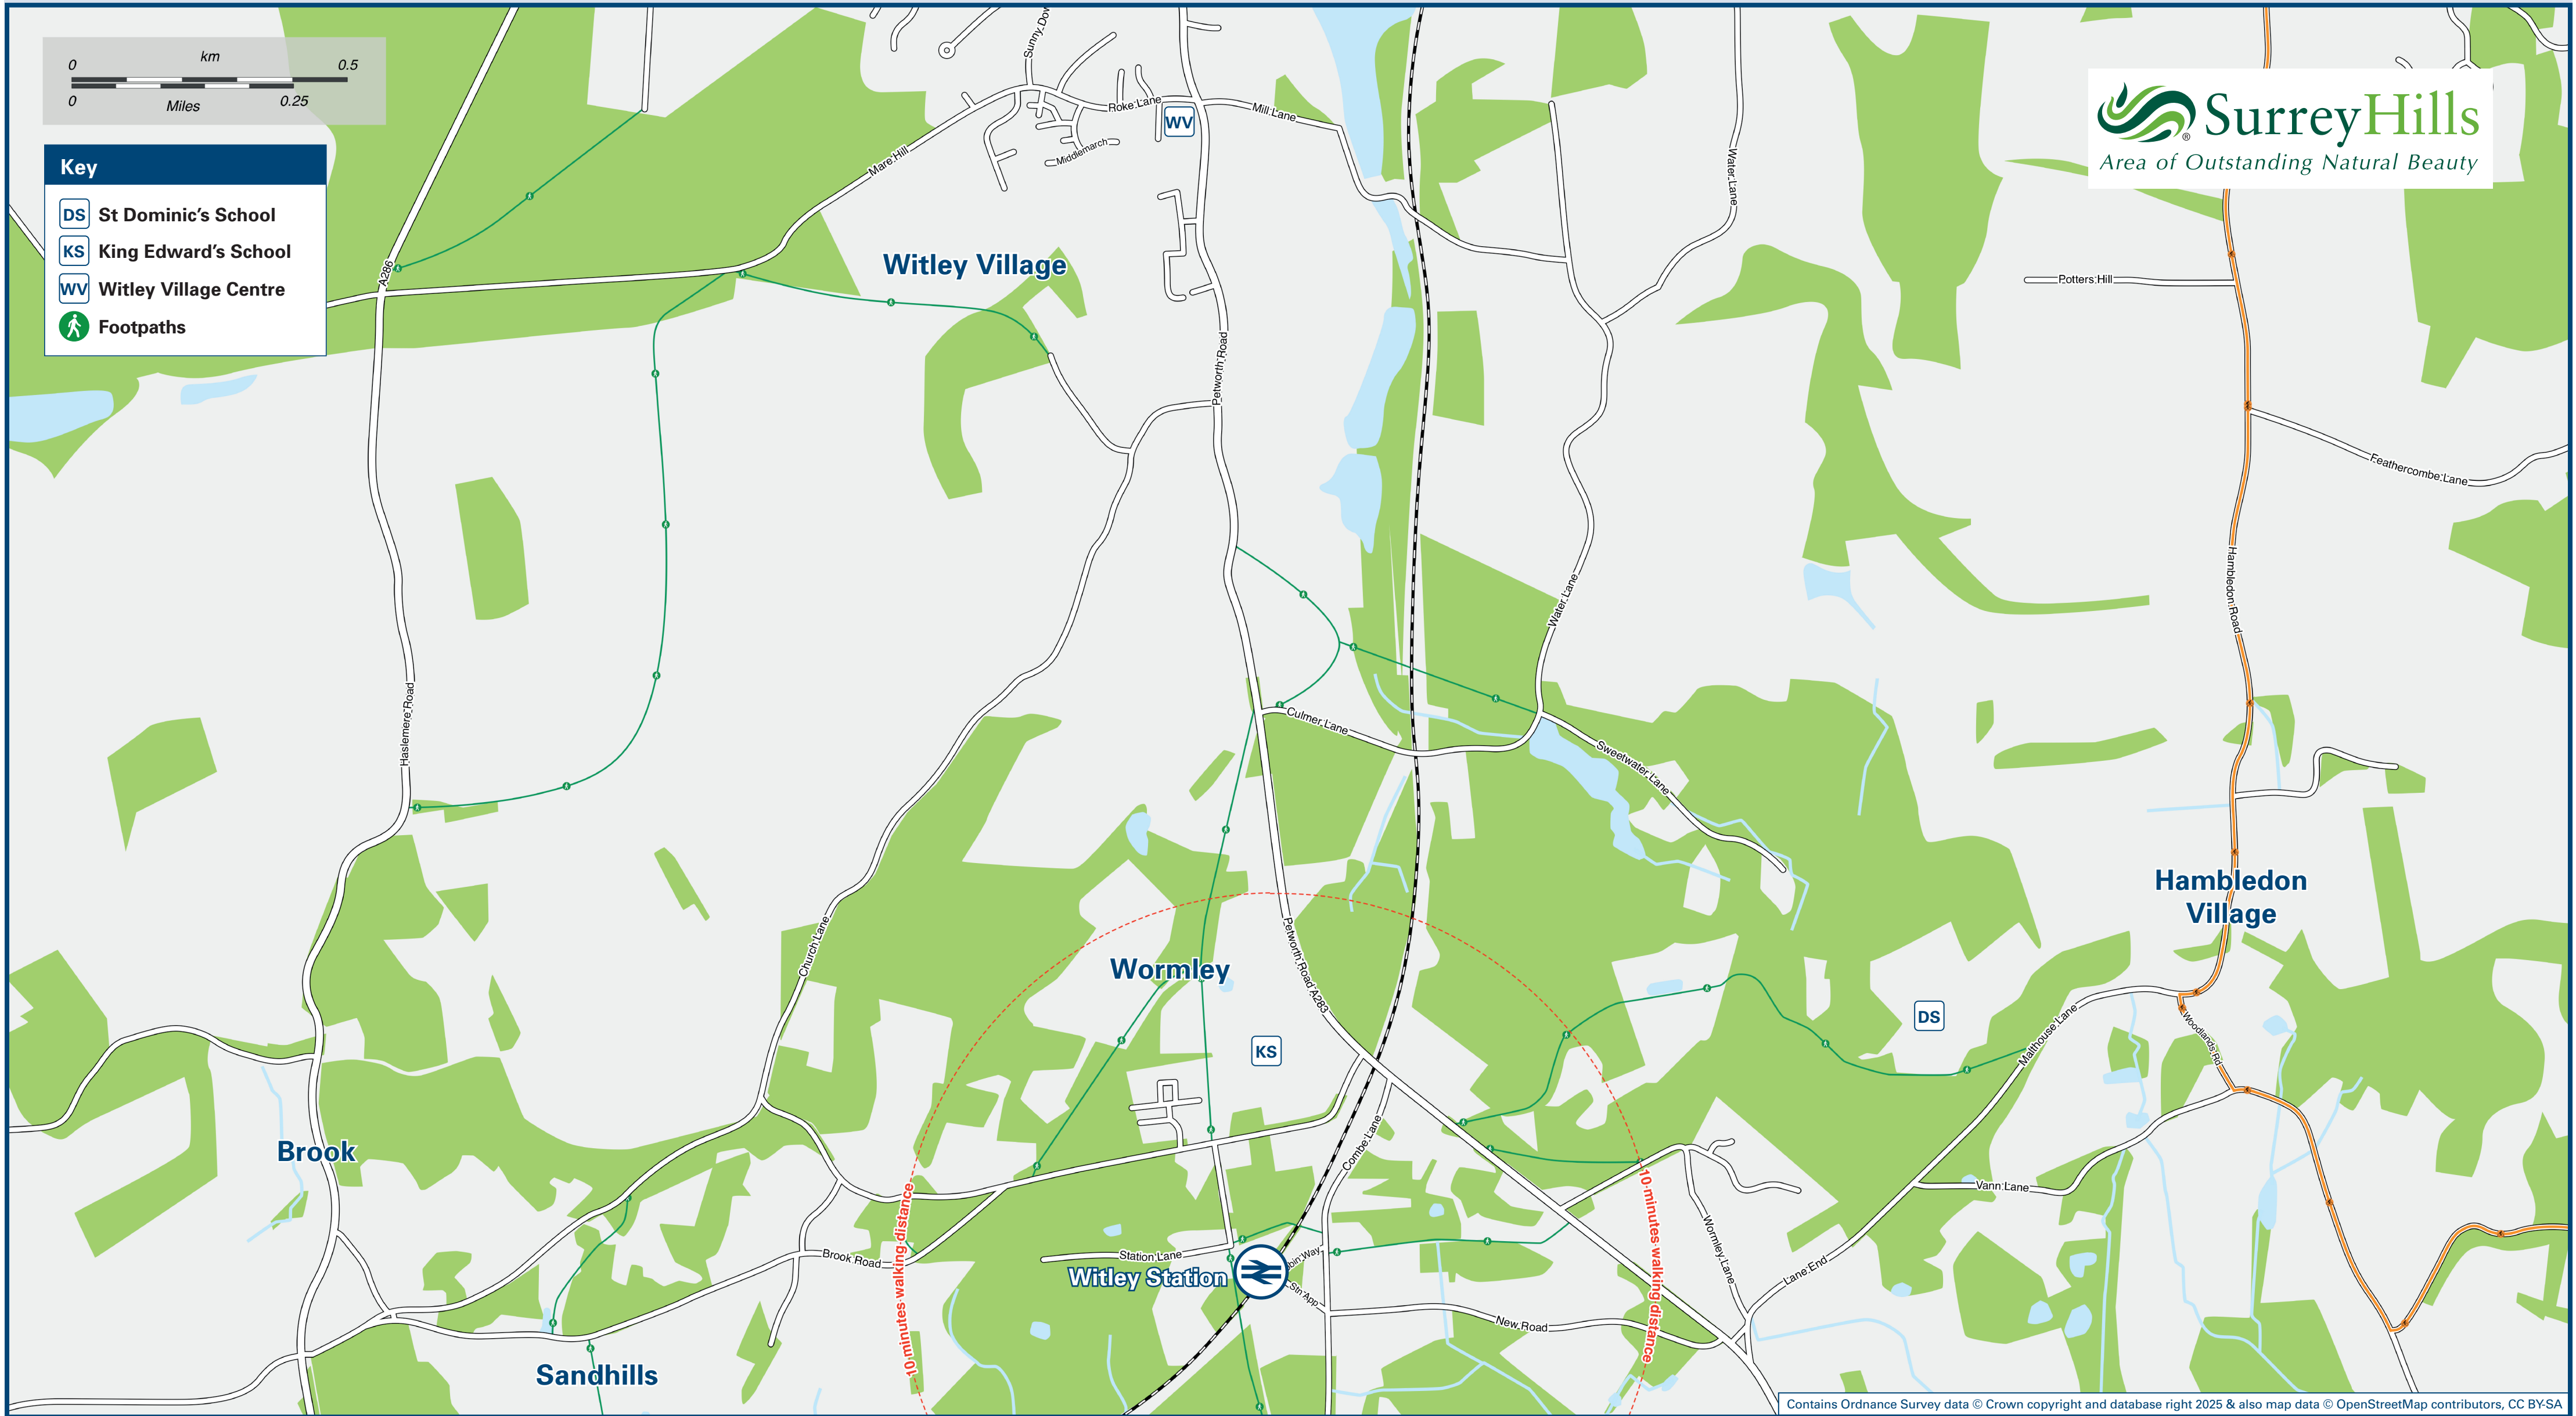 km
0 0.5
0 0.25
Miles
Key
DS St Dominic's School
KS King Edward's School
WV Witley Village Centre
Footpaths
SurreyHills
®
Area of Outstanding Natural Beauty
Sunny Dow
Roke Lane
WV
Mill Lane
Middlemarch
Mare Hill
Water Lane
A286
Witley Village
Potters Hill
Petworth Road
Feathercombe Lane
Hambledon Road
Water Lane
Haslemere Road
Culmer Lane
Sweetwater Lane
Hambledon
Village
Church Lane
Wormley
Petworth Road A283
DS
KS
Malthouse Lane
Woodlands Rd
Brook
Combe Lane
10 minutes walking distance
10 minutes walking distance
Vann Lane
Wormley Lane
Brook Road
Station Lane
bin Way
Witley Station
Stn App
Lane End
New Road
Sandhills
Contains Ordnance Survey data © Crown copyright and database right 2025 & also map data © OpenStreetMap contributors, CC BY-SA